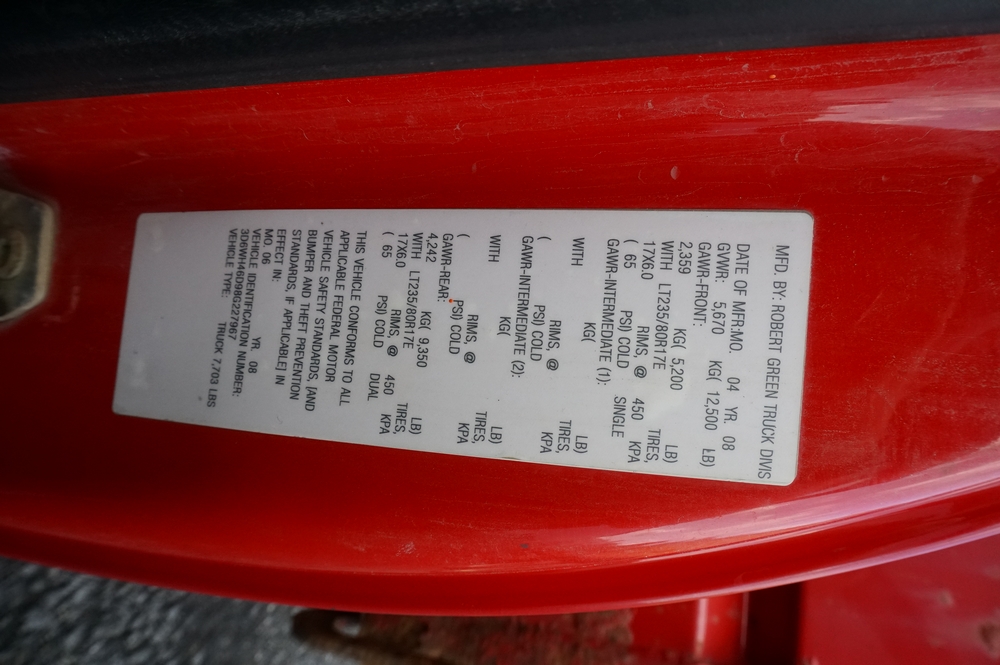 MFD. BY: ROBERT GREEN TRUCK DIVIS
DATE OF MFR:MO. 04 YR. 08
GVWR: 5,670 KG( 12,500 LB)
GAWR-FRONT:
2,359 KG( 5,200 LB)
WITH LT235/80R17E TIRES,
17X6.0 RIMS, @ 450 KPA
( 65 PSI) COLD SINGLE
GAWR-INTERMEDIATE (1):
KG( LB)
WITH TIRES,
RIMS, @ KPA
( PSI) COLD
GAWR-INTERMEDIATE (2):
KG( LB)
WITH TIRES,
RIMS, @ KPA
( PSI) COLD
GAWR-REAR:
4,242 KG( 9,350 LB)
WITH LT235/80R17E TIRES,
17X6.0 RIMS, @ 450 KPA
( 65 PSI) COLD DUAL
THIS VEHICLE CONFORMS TO ALL
APPLICABLE FEDERAL MOTOR
VEHICLE SAFETY STANDARDS, [AND
BUMPER AND THEFT PREVENTION
STANDARDS, IF APPLICABLE] IN
EFFECT IN:
MO. 06 YR. 08
VEHICLE IDENTIFICATION NUMBER:
3D6WH46D98G227967
VEHICLE TYPE: TRUCK 7,703 LBS